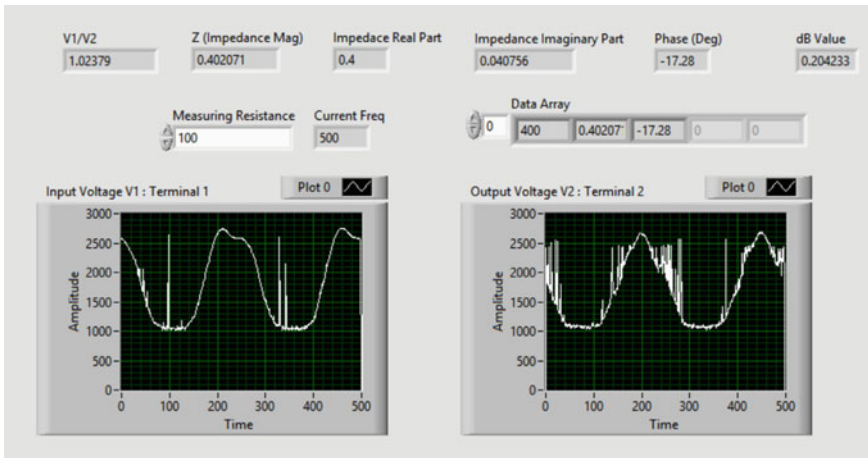 V1/V2 Z (Impedance Mag) Impedace Real Part Impedance Imaginary Part Phase (Deg) dB Value
1.02379 0.402071 0.4 0.040756 -17.28 0.204233
Measuring Resistance Current Freq Data Array
100 500 0 400 0.40207 -17.28 0 0
Input Voltage V1 : Terminal 1 Plot 0
3000
2500
2000
1500
1000
500
0
Amplitude
0 100 200 300 400 500
Time
Output Voltage V2 : Terminal 2 Plot 0
3000
2500
2000
1500
1000
500
0
Amplitude
0 100 200 300 400 500
Time